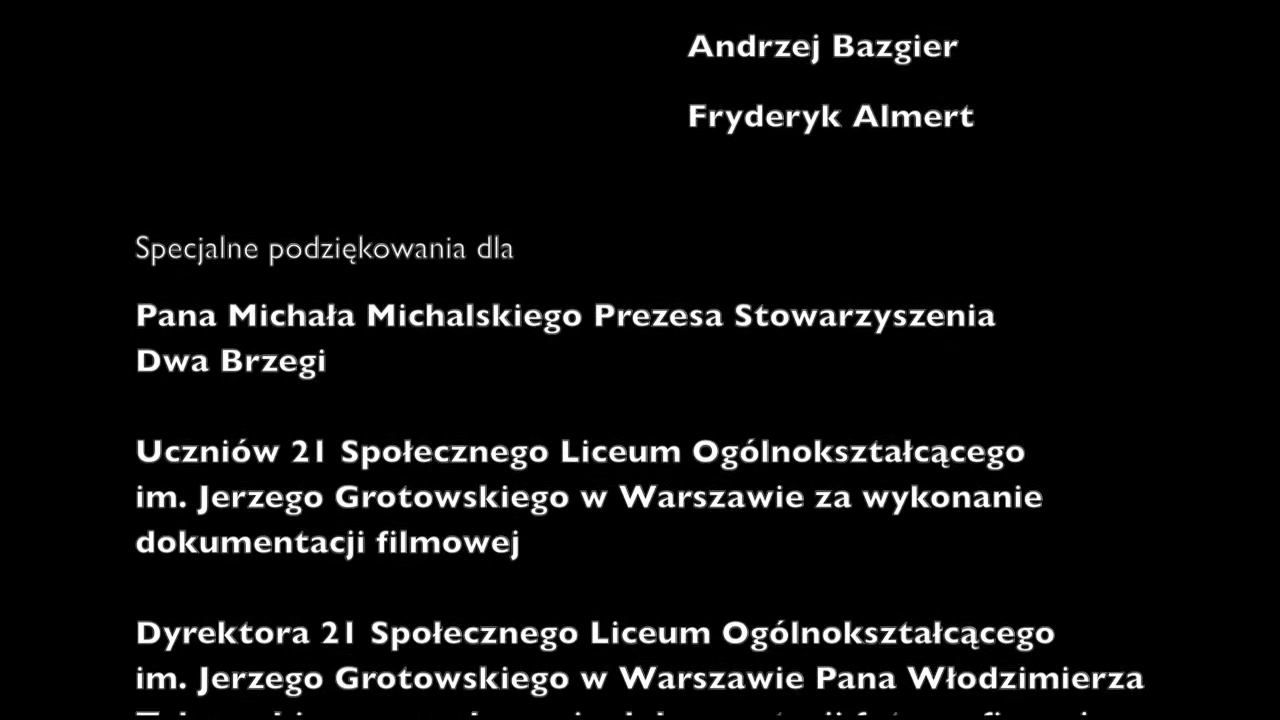 Andrzej Bazgier
Fryderyk Almert
Specjalne podziękowania dla
Pana Michała Michalskiego Prezesa Stowarzyszenia
Dwa Brzegi
Uczniów 21 Społecznego Liceum Ogólnokształcącego
im. Jerzego Grotowskiego w Warszawie za wykonanie
dokumentacji filmowej
Dyrektora 21 Społecznego Liceum Ogólnokształcącego
im. Jerzego Grotowskiego w Warszawie Pana Włodzimierza